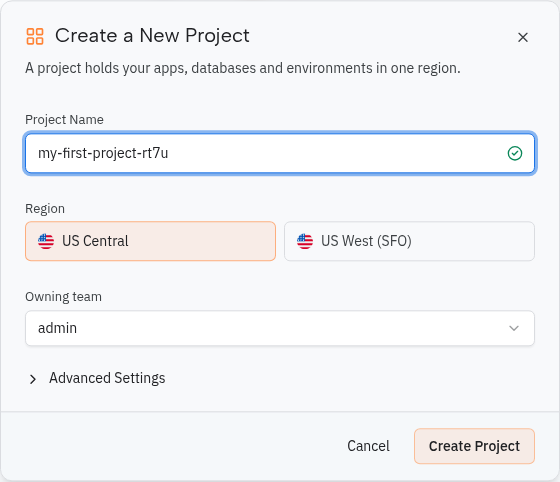 Create a New Project
A project holds your apps, databases and environments in one region.
Project Name
my-first-project-rt7u
Region
US Central
US West (SFO)
Owning team
admin
Advanced Settings
Cancel
Create Project